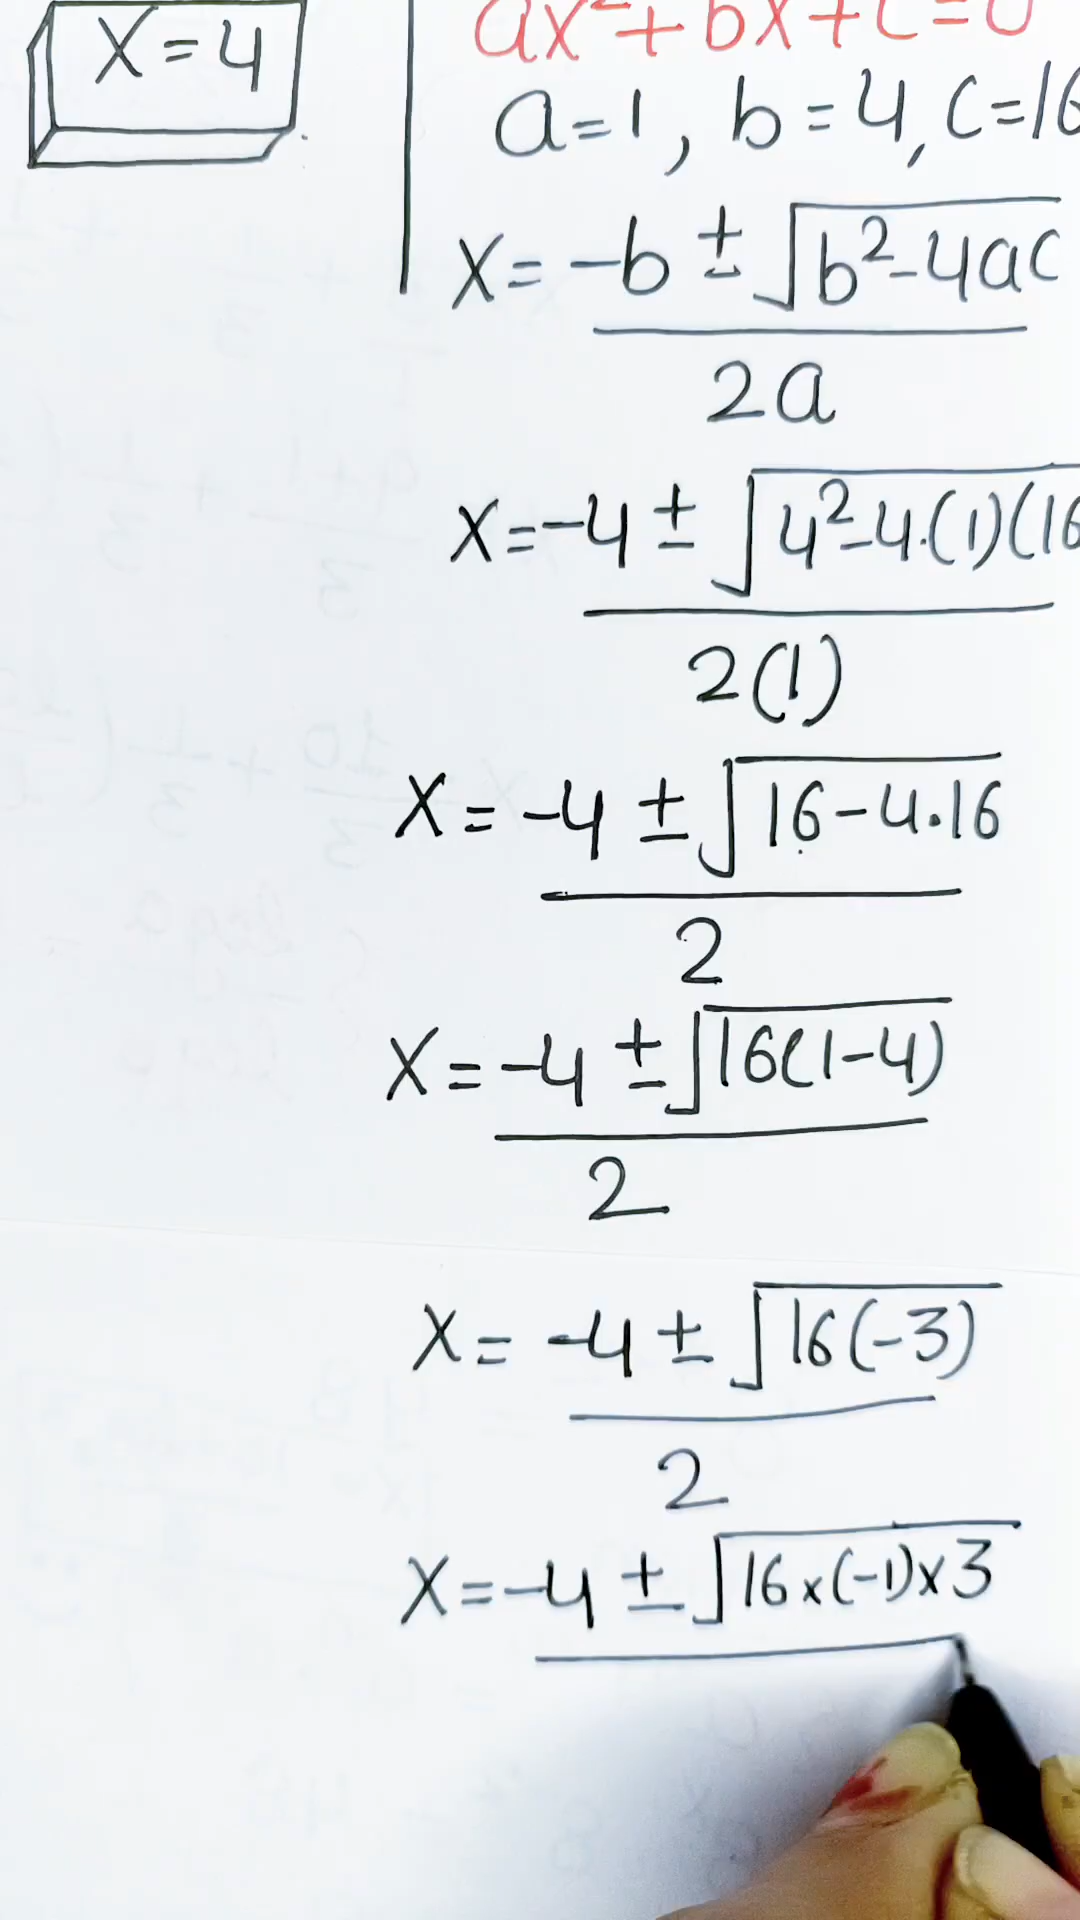 X=4
ax²+bx+c=0
a=1, b=4, c=16
X= -b ± √b²-4ac
2a
X=-4 ± √4²-4.(1)(16
2(1)
X= -4 ± √16-4.16
2
X= -4 ± √16(1-4)
2
X= -4 ± √16(-3)
2
X=-4 ± √16×(-1)×3